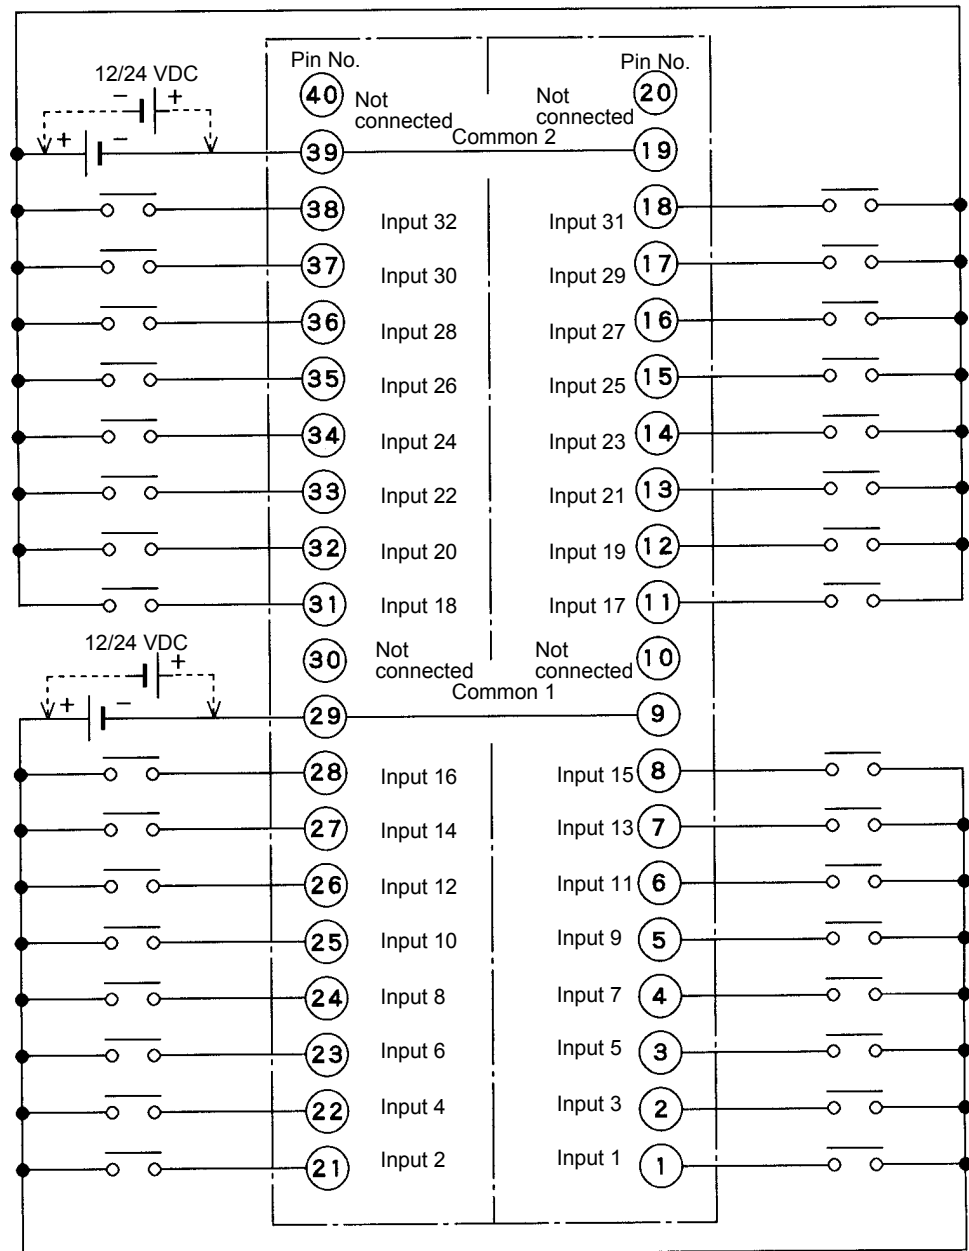 Pin No. Pin No.
12/24 VDC
− +
40 Not connected Not connected 20
+ −
39 Common 2 19
38 Input 32 Input 31 18
37 Input 30 Input 29 17
36 Input 28 Input 27 16
35 Input 26 Input 25 15
34 Input 24 Input 23 14
33 Input 22 Input 21 13
32 Input 20 Input 19 12
31 Input 18 Input 17 11
12/24 VDC
− +
30 Not connected Not connected 10
+ −
29 Common 1 9
28 Input 16 Input 15 8
27 Input 14 Input 13 7
26 Input 12 Input 11 6
25 Input 10 Input 9 5
24 Input 8 Input 7 4
23 Input 6 Input 5 3
22 Input 4 Input 3 2
21 Input 2 Input 1 1